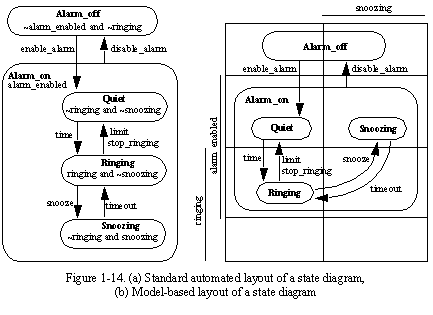 Alarm_off
~alarm_enabled and ~ringing
enable_alarm
disable_alarm
Alarm_on
alarm_enabled
Quiet
~ringing and ~snoozing
time
limit
stop_ringing
Ringing
ringing and ~snoozing
snooze
timeout
Snoozing
~ringing and snoozing
snoozing
Alarm_off
enable_alarm
disable_alarm
alarm_enabled
ringing
Alarm_on
Quiet
Snoozing
time
limit
stop_ringing
snooze
Ringing
timeout
Figure 1-14. (a) Standard automated layout of a state diagram,
(b) Model-based layout of a state diagram